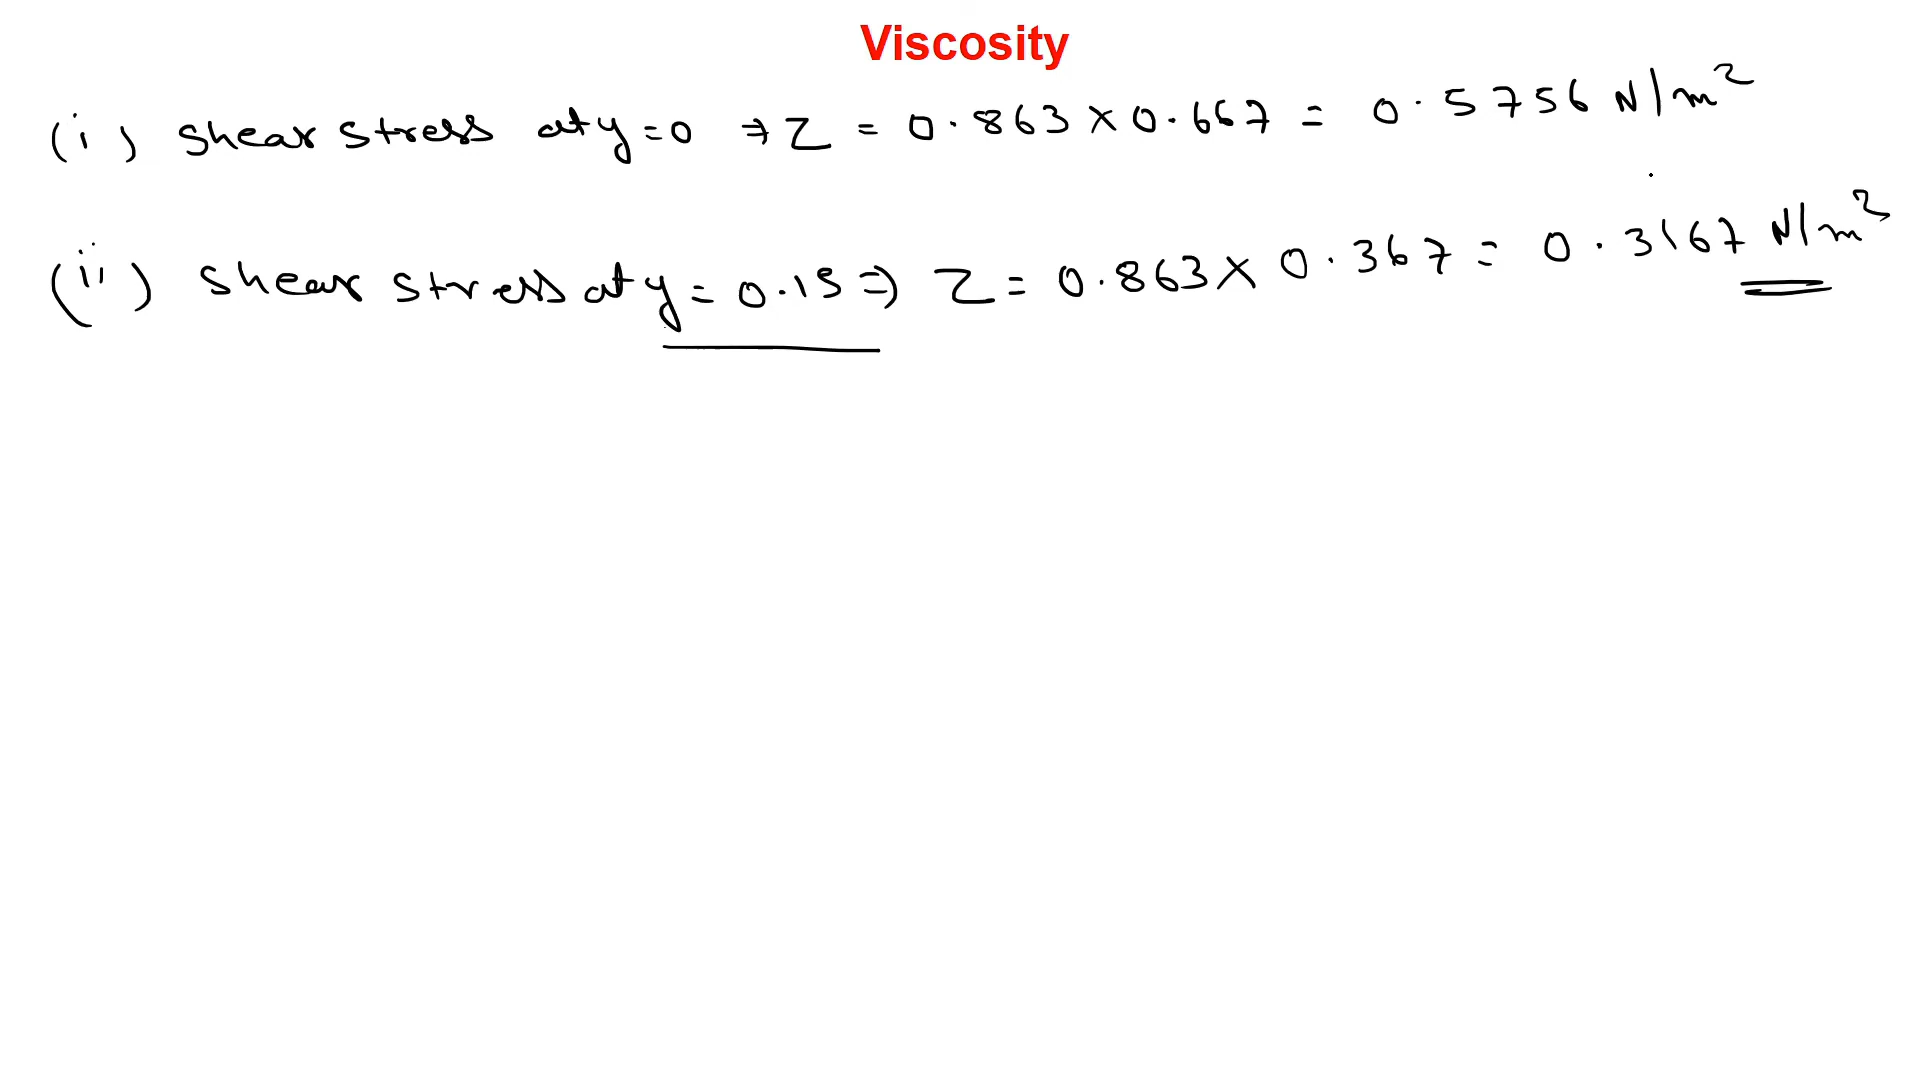 Viscosity
(i) shear stress at y=0 ⇒ Z = 0.863 × 0.667 = 0.5756 N/m²
(ii) shear stress at y = 0.15 ⇒ Z = 0.863 × 0.367 = 0.3167 N/m²